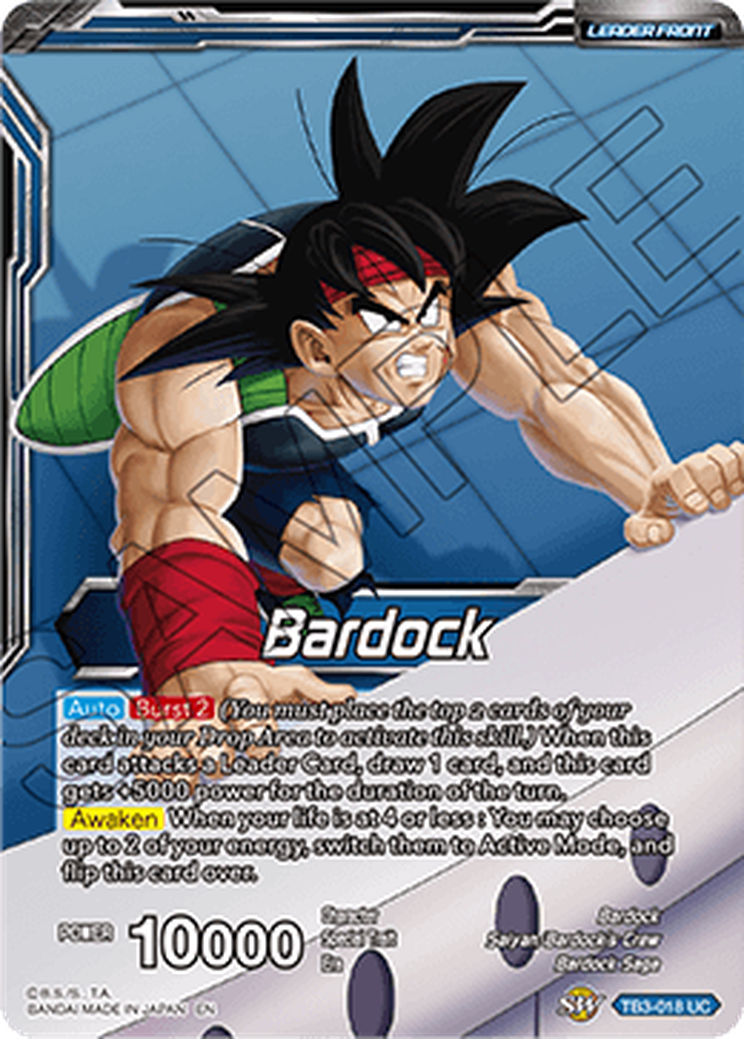 LEADER FRONT
SAMPLE
Bardock
Auto Burst 2 (You must place the top 2 cards of your
deck in your Drop Area to activate this skill.) When this
card attacks a Leader Card, draw 1 card, and this card
gets +5000 power for the duration of the turn.
Awaken When your life is at 4 or less : You may choose
up to 2 of your energy, switch them to Active Mode, and
flip this card over.
POWER 10000
Character Bardock
Special Trait Saiyan/Bardock's Crew
Era Bardock Saga
©B.S./S., T.A.
BANDAI MADE IN JAPAN EN
SW TB3-018 UC